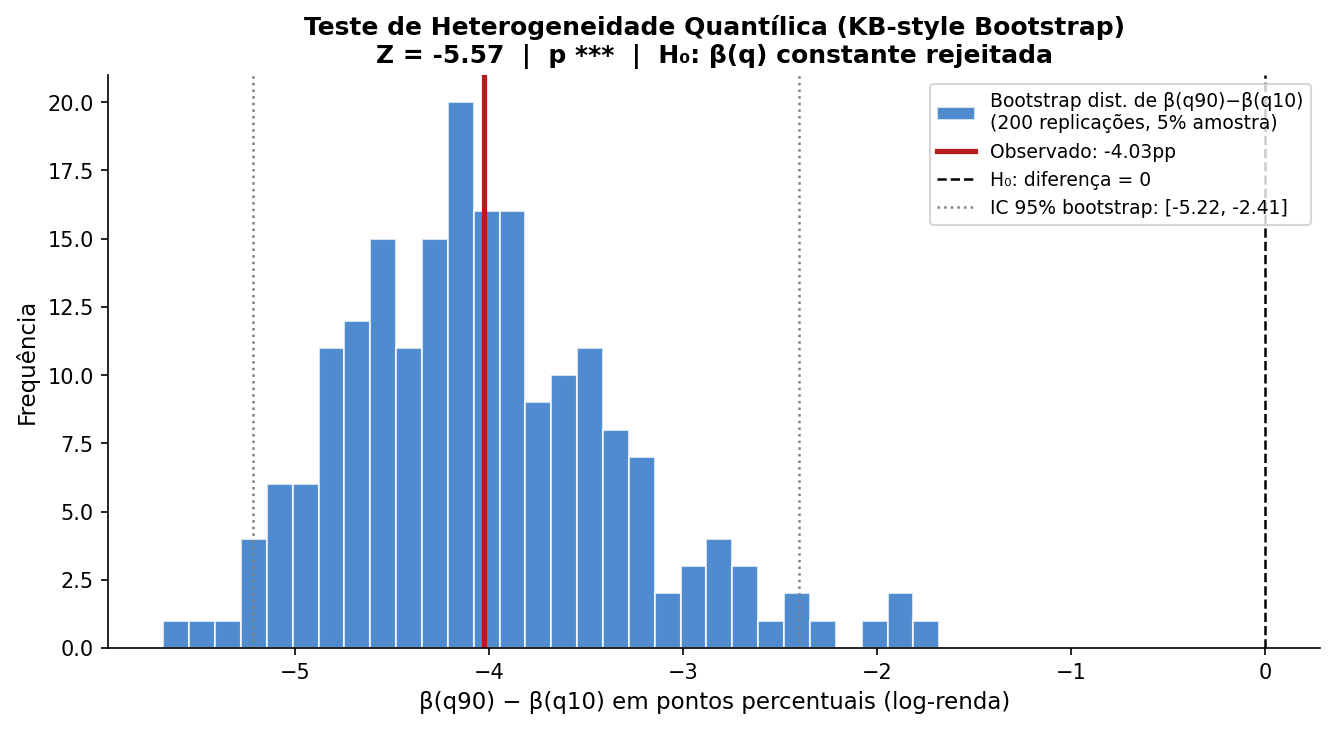 Teste de Heterogeneidade Quantílica (KB-style Bootstrap)
Z = -5.57 | p *** | H₀: β(q) constante rejeitada
Bootstrap dist. de β(q90)−β(q10)
(200 replicações, 5% amostra)
Observado: -4.03pp
H₀: diferença = 0
IC 95% bootstrap: [-5.22, -2.41]
Frequência
20.0
17.5
15.0
12.5
10.0
7.5
5.0
2.5
0.0
−5
−4
−3
−2
−1
0
β(q90) − β(q10) em pontos percentuais (log-renda)